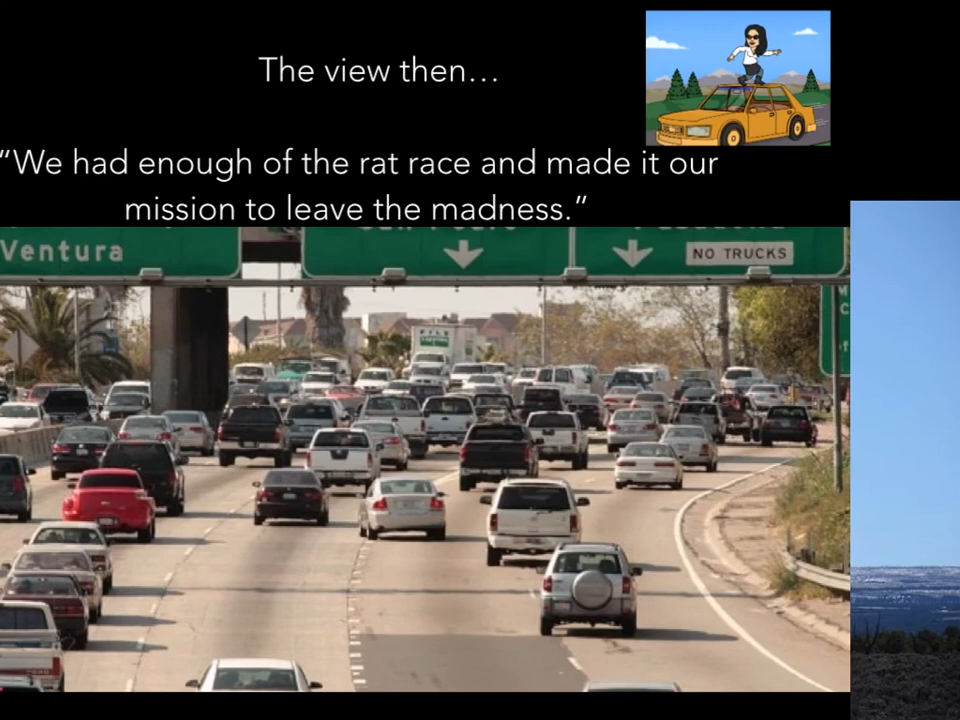 The view then…
“We had enough of the rat race and made it our
mission to leave the madness.”
Ventura
NO TRUCKS